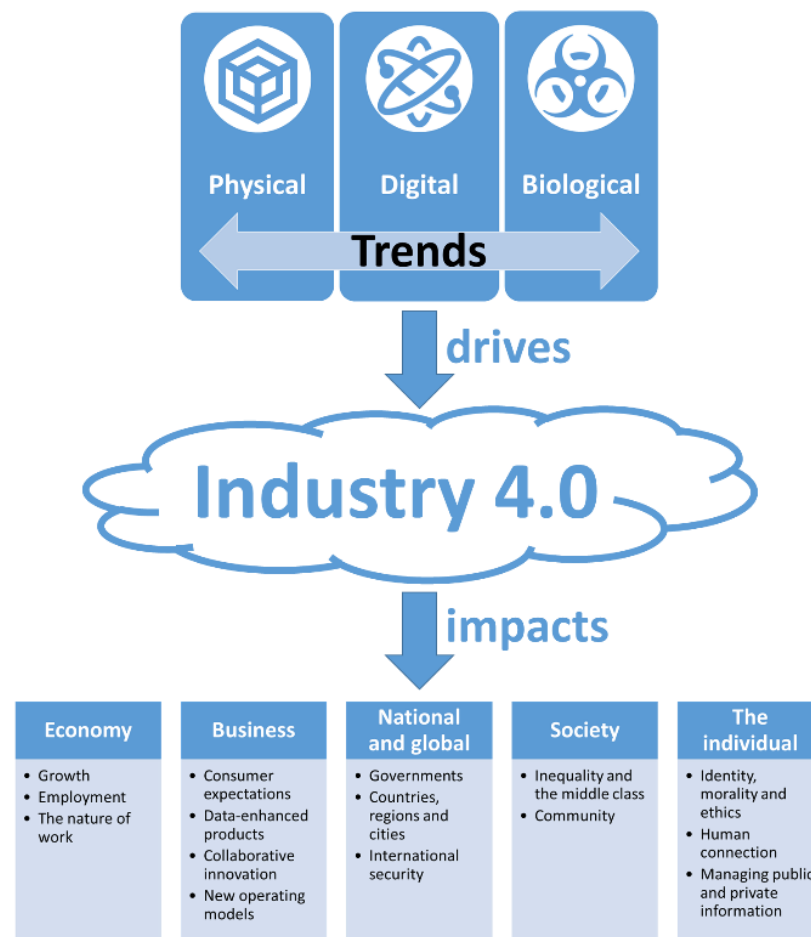 Physical
Digital
Biological
Trends
drives
Industry 4.0
impacts
Economy
• Growth
• Employment
• The nature of
work
Business
• Consumer
expectations
• Data-enhanced
products
• Collaborative
innovation
• New operating
models
National
and global
• Governments
• Countries,
regions and
cities
• International
security
Society
• Inequality and
the middle class
• Community
The
individual
• Identity,
morality and
ethics
• Human
connection
• Managing public
and private
information